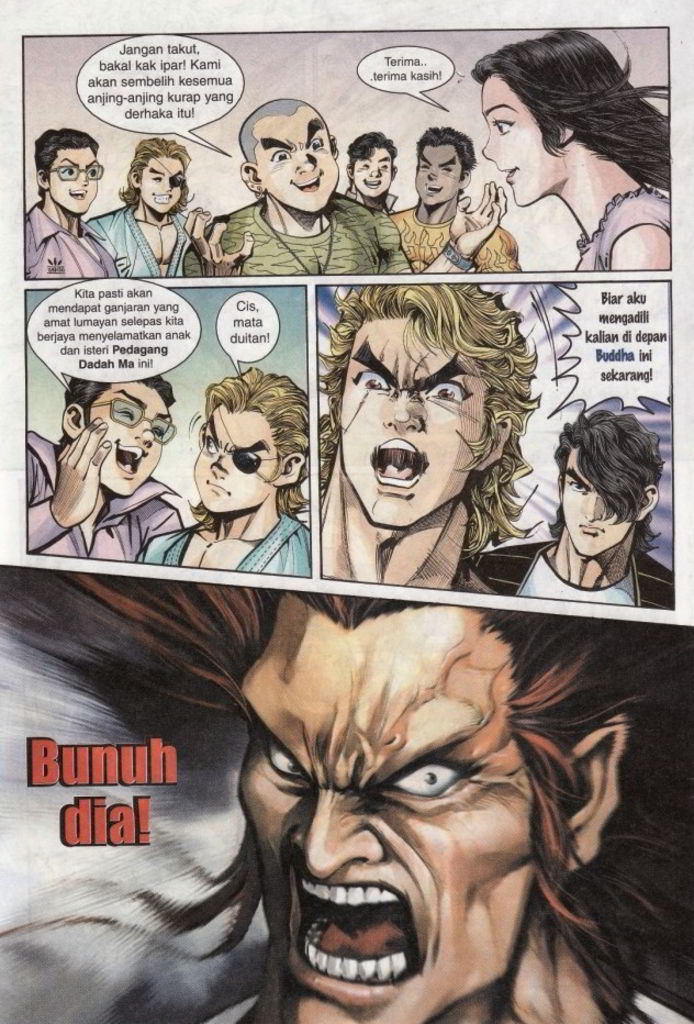 Jangan takut,
bakal kak ipar! Kami
akan sembelih kesemua
anjing-anjing kurap yang
derhaka itu!
Terima..
.terima kasih!
Kita pasti akan
mendapat ganjaran yang
amat lumayan selepas kita
berjaya menyelamatkan anak
dan isteri Pedagang
Dadah Ma ini!
Cis,
mata
duitan!
Biar aku
mengadili
kalian di depan
Buddha ini
sekarang!
Bunuh
dia!